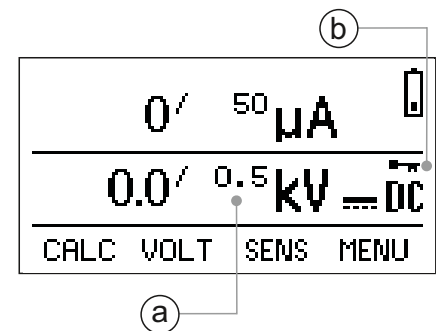 b
0/ 50 µA
0.0/ 0.5 kV DC
CALC VOLT SENS MENU
a